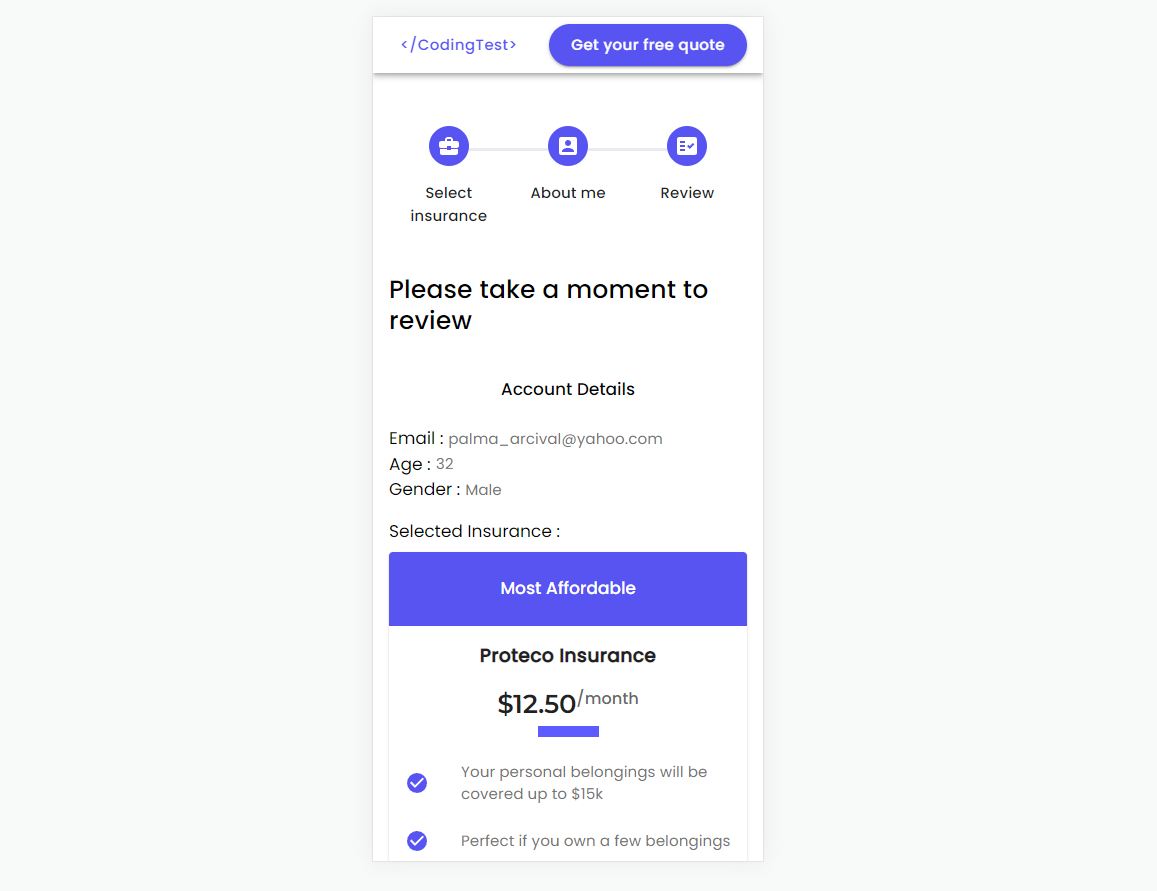 </CodingTest>
Get your free quote
Select
insurance
About me
Review
Please take a moment to
review
Account Details
Email : palma_arcival@yahoo.com
Age : 32
Gender : Male
Selected Insurance :
Most Affordable
Proteco Insurance
$12.50/month
Your personal belongings will be
covered up to $15k
Perfect if you own a few belongings